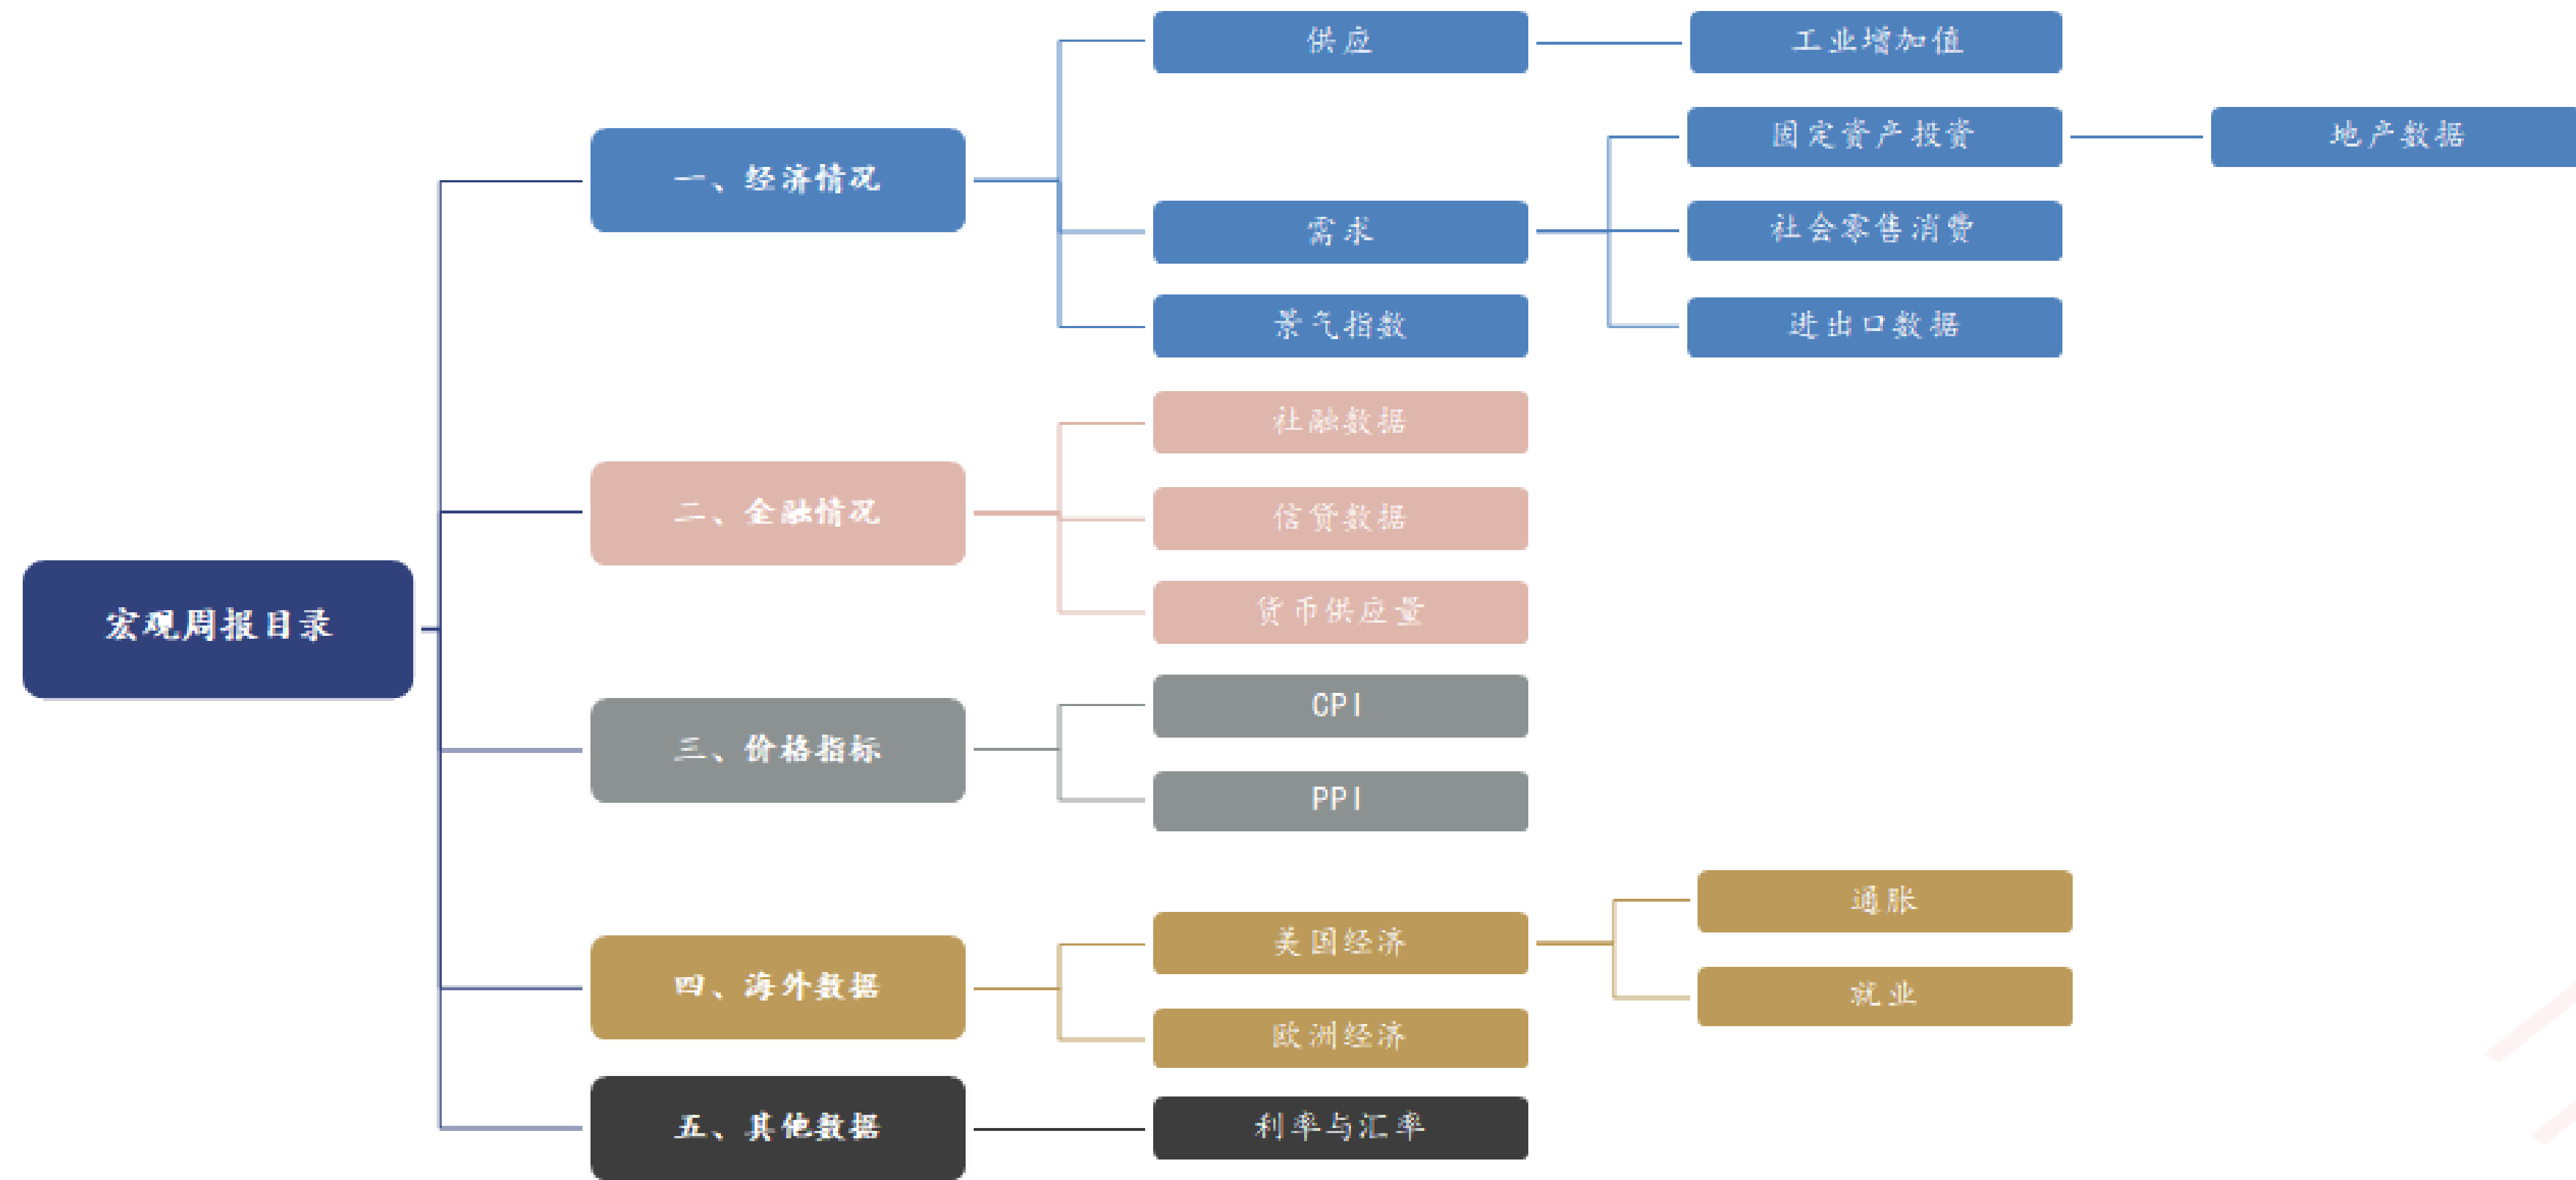 宏观周报目录
一、经济情况
供应
工业增加值
需求
固定资产投资
地产数据
社会零售消费
进出口数据
景气指数
二、金融情况
社融数据
信贷数据
货币供应量
三、价格指标
CPI
PPI
四、海外数据
美国经济
通胀
就业
欧洲经济
五、其他数据
利率与汇率